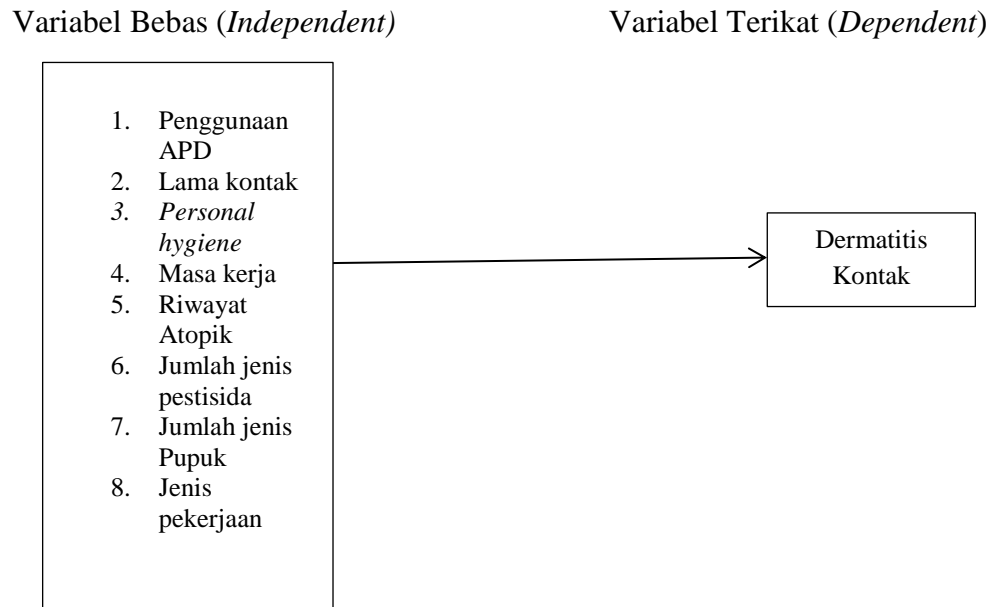 Variabel Bebas (Independent)
Variabel Terikat (Dependent)
1. Penggunaan
APD
2. Lama kontak
3. Personal
hygiene
4. Masa kerja
5. Riwayat
Atopik
6. Jumlah jenis
pestisida
7. Jumlah jenis
Pupuk
8. Jenis
pekerjaan
Dermatitis
Kontak